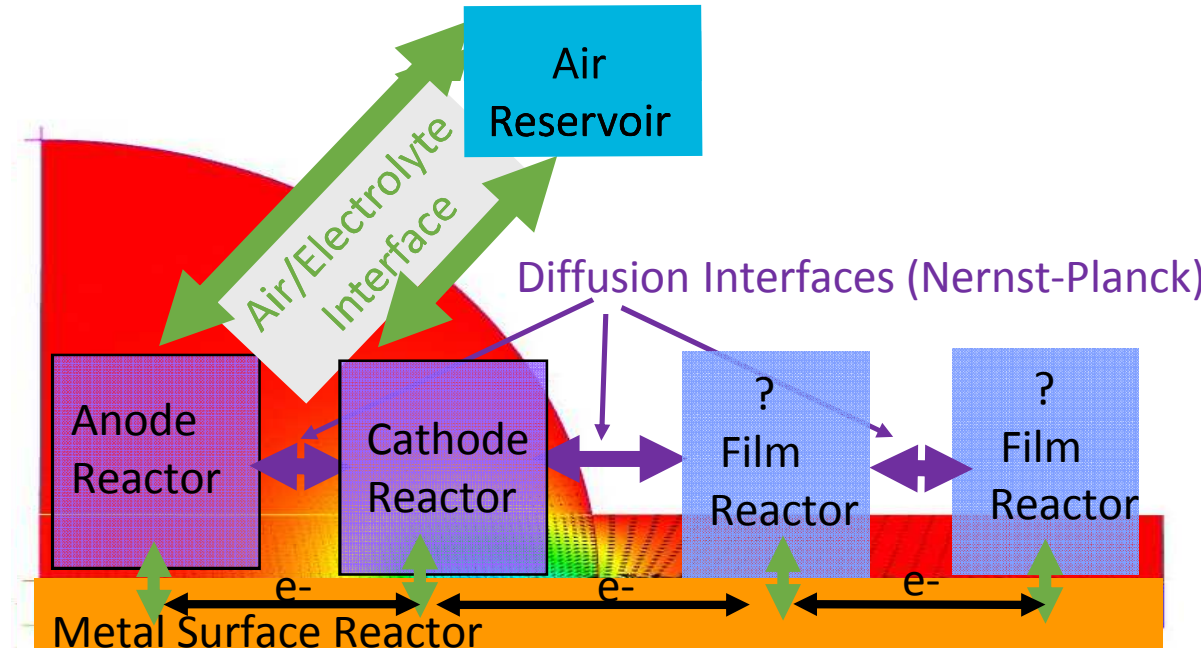 Air
Reservoir
Air/Electrolyte
Interface
Diffusion Interfaces (Nernst-Planck)
Anode
Reactor
Cathode
Reactor
?
Film
Reactor
?
Film
Reactor
e-
e-
e-
Metal Surface Reactor